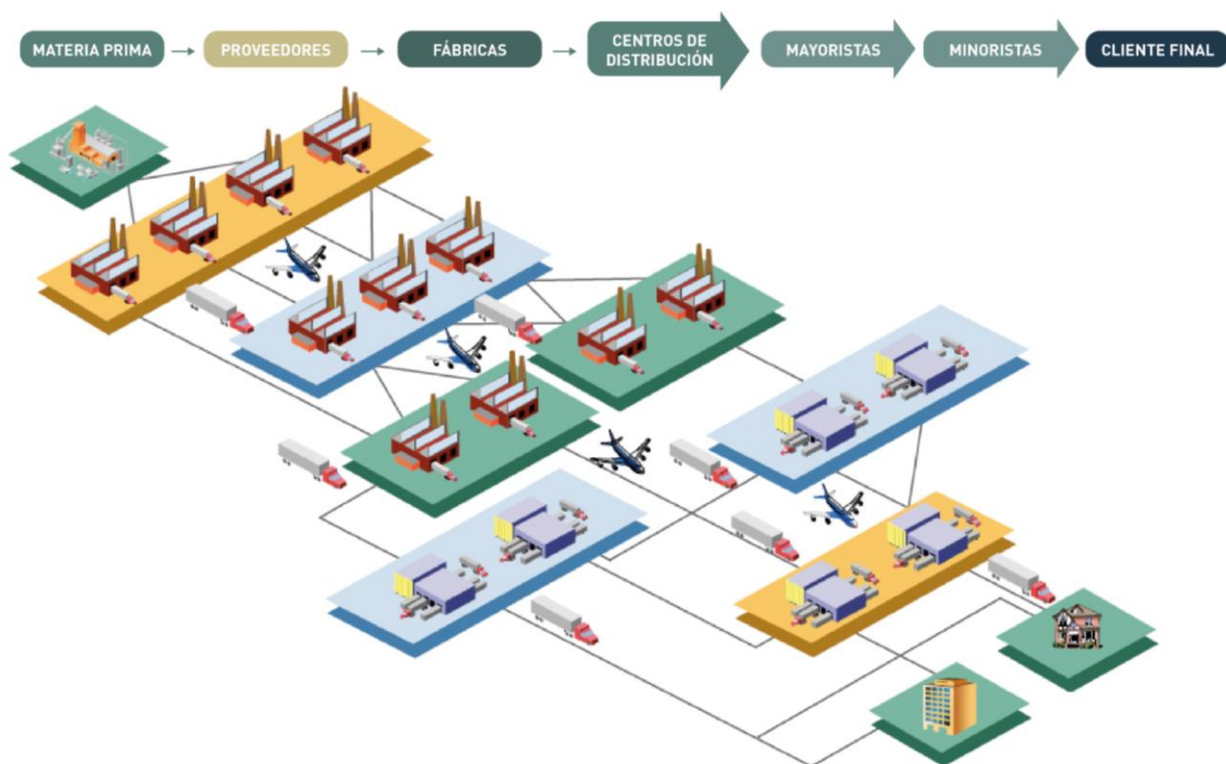 MATERIA PRIMA
PROVEEDORES
FÁBRICAS
CENTROS DE
DISTRIBUCIÓN
MAYORISTAS
MINORISTAS
CLIENTE FINAL